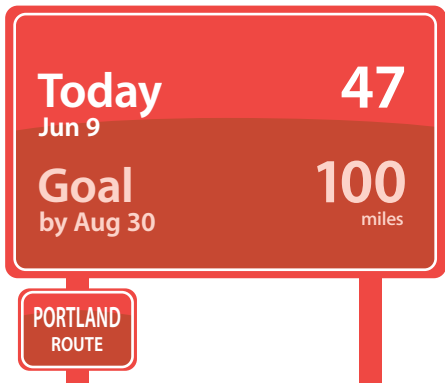 Today 47
Jun 9
Goal 100
by Aug 30 miles
PORTLAND
ROUTE